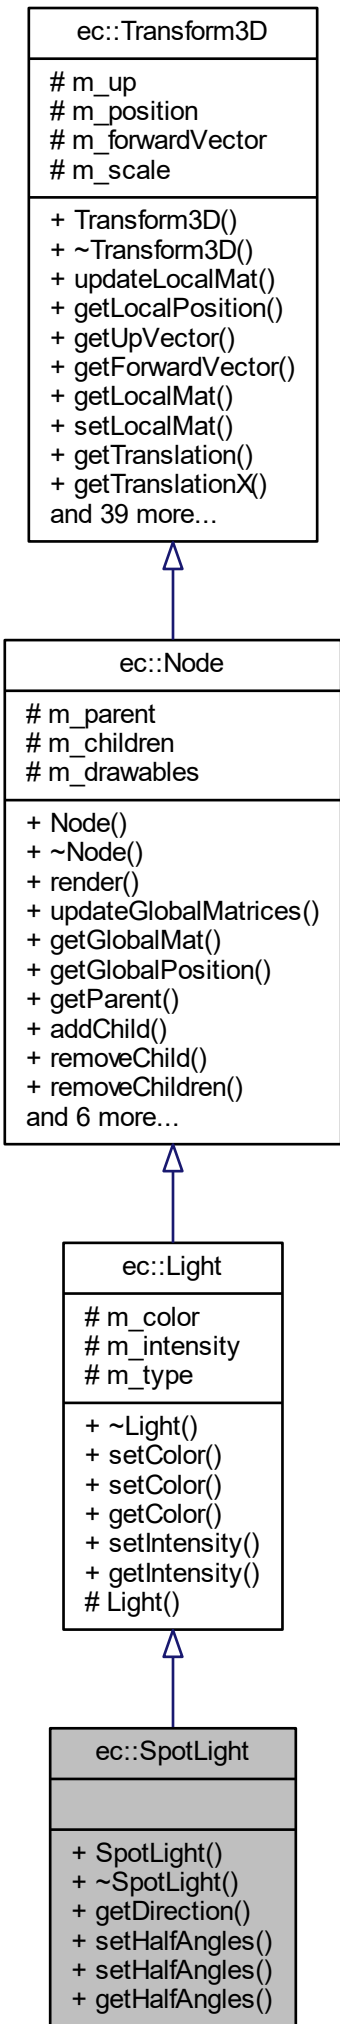 ec::Transform3D
# m_up
# m_position
# m_forwardVector
# m_scale
+ Transform3D()
+ ~Transform3D()
+ updateLocalMat()
+ getLocalPosition()
+ getUpVector()
+ getForwardVector()
+ getLocalMat()
+ setLocalMat()
+ getTranslation()
+ getTranslationX()
and 39 more...
ec::Node
# m_parent
# m_children
# m_drawables
+ Node()
+ ~Node()
+ render()
+ updateGlobalMatrices()
+ getGlobalMat()
+ getGlobalPosition()
+ getParent()
+ addChild()
+ removeChild()
+ removeChildren()
and 6 more...
ec::Light
# m_color
# m_intensity
# m_type
+ ~Light()
+ setColor()
+ setColor()
+ getColor()
+ setIntensity()
+ getIntensity()
# Light()
ec::SpotLight
+ SpotLight()
+ ~SpotLight()
+ getDirection()
+ setHalfAngles()
+ setHalfAngles()
+ getHalfAngles()